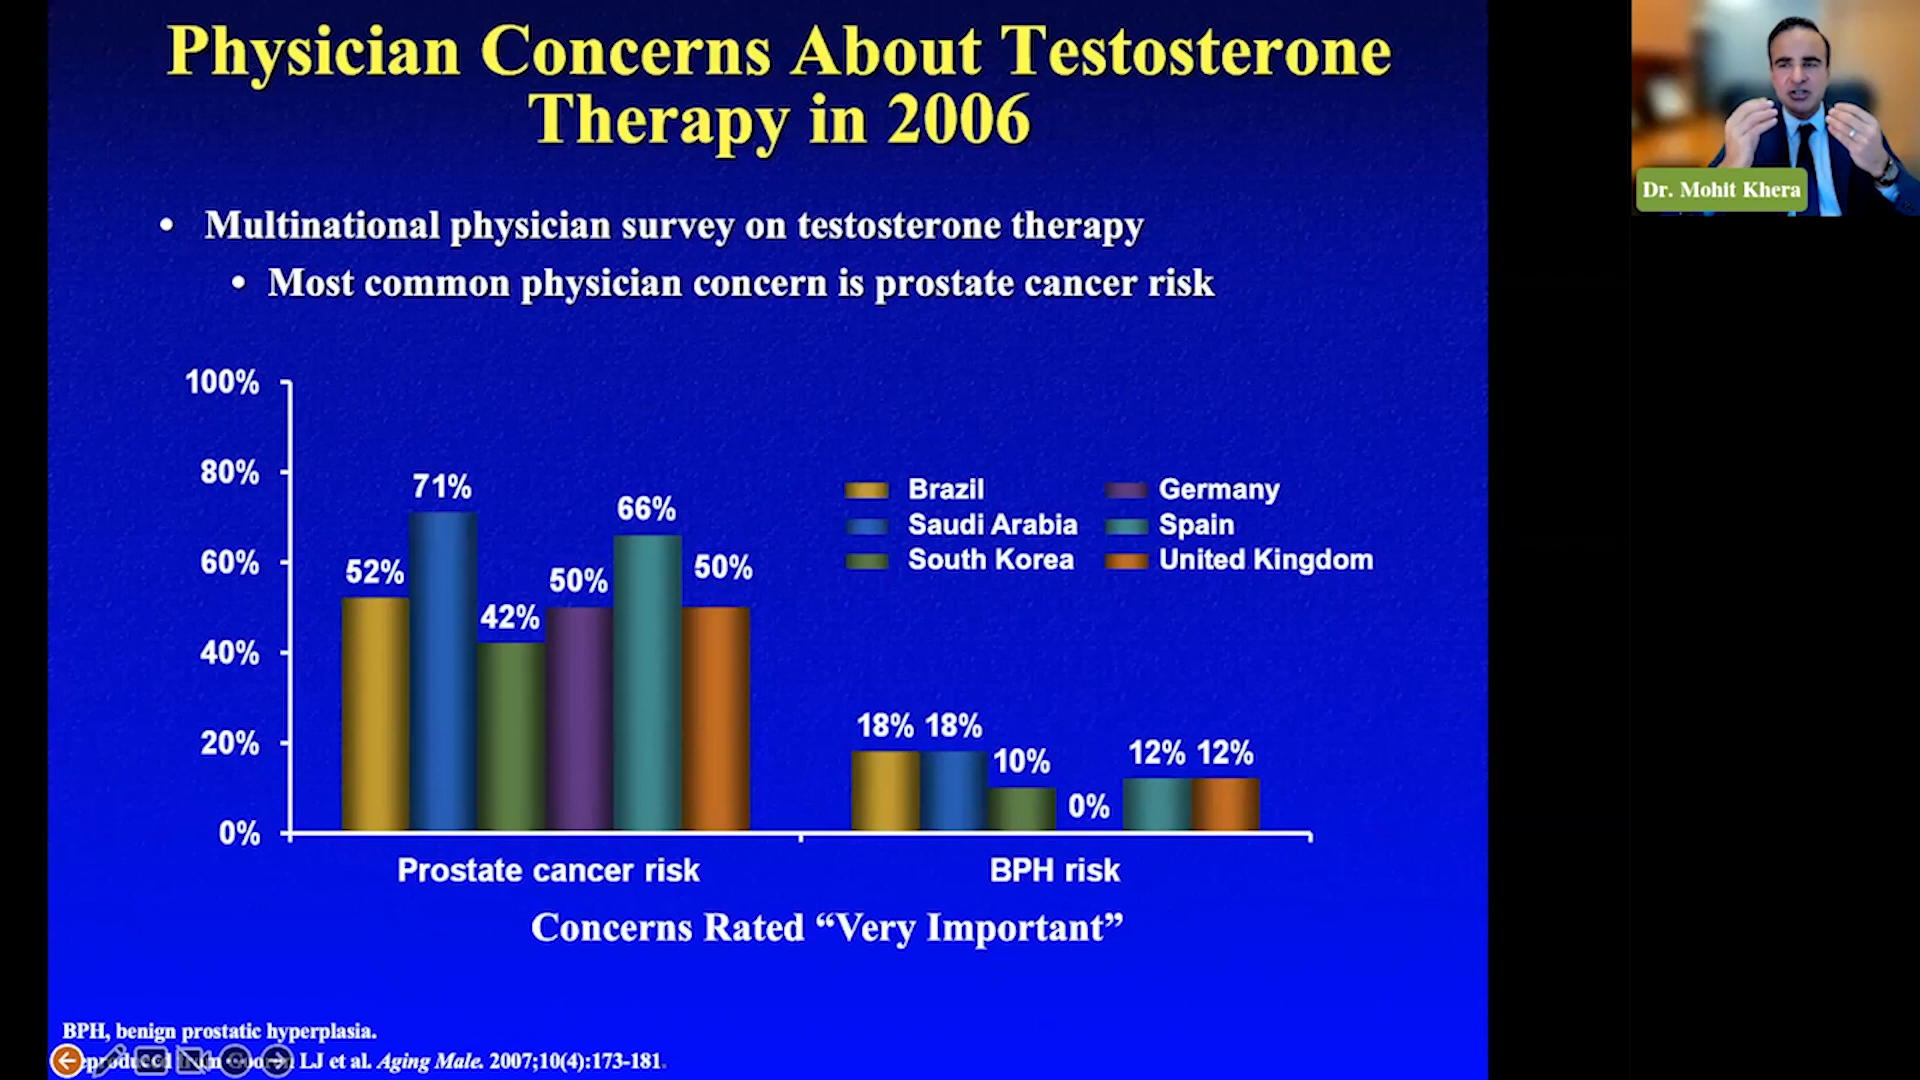 Physician Concerns About Testosterone
Therapy in 2006
Dr. Mohit Khera
• Multinational physician survey on testosterone therapy
• Most common physician concern is prostate cancer risk
100%
80%
60%
40%
20%
0%
52%
71%
42%
50%
66%
50%
18%
18%
10%
0%
12%
12%
Brazil
Germany
Saudi Arabia
Spain
South Korea
United Kingdom
Prostate cancer risk
BPH risk
Concerns Rated “Very Important”
BPH, benign prostatic hyperplasia.
LJ et al. Aging Male. 2007;10(4):173-181.